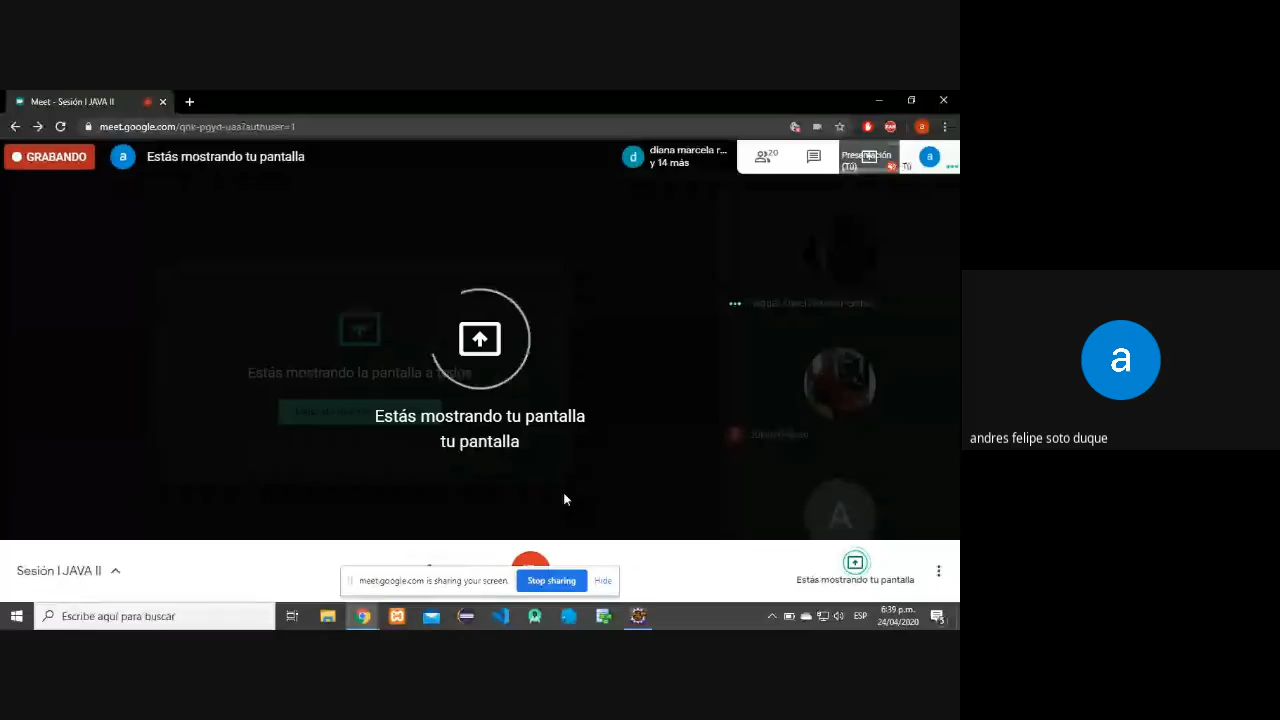 Meet - Sesión I JAVA II
meet.google.com/qnk-pgyd-uaa?authuser=1
GRABANDO
a
Estás mostrando tu pantalla
d
diana marcela r...
y 14 más
20
Presentación
(Tú)
Tú
a
Estás mostrando la pantalla a todos
Estás mostrando tu pantalla
tu pantalla
A
a
andres felipe soto duque
Sesión I JAVA II
meet.google.com is sharing your screen.
Stop sharing
Hide
Estás mostrando tu pantalla
Escribe aquí para buscar
ESP
6:39 p.m.
24/04/2020